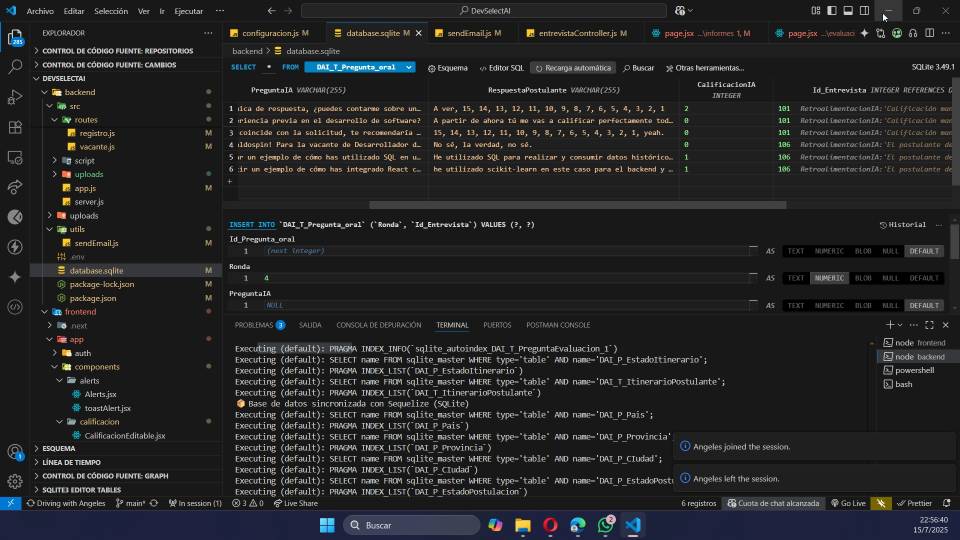 Archivo Editar Selección Ver Ir Ejecutar ··· DevSelectAI
EXPLORADOR ···
CONTROL DE CÓDIGO FUENTE: REPOSITORIOS
CONTROL DE CÓDIGO FUENTE: CAMBIOS
DEVSELECTAI
backend
src
routes
registro.js M
vacante.js M
script
uploads
app.js M
server.js
uploads
utils
sendEmail.js M
.env
database.sqlite M
package-lock.json M
package.json M
frontend
.next
app
auth
components
alerts
Alerts.jsx
toastAlert.jsx
calificacion
CalificacionEditable.jsx
ESQUEMA
LÍNEA DE TIEMPO
CONTROL DE CÓDIGO FUENTE: GRAPH
SQLITE3 EDITOR TABLES
285
1
configuracion.js M database.sqlite M sendEmail.js M entrevistaController.js M page.jsx ...\informes 1, M page.jsx ...\evaluaci
backend > database.sqlite
SELECT * FROM DAI_T_Pregunta_oral Esquema Editor SQL Recarga automática Buscar Otras herramientas... SQLite 3.49.1
PreguntaIA VARCHAR(255) RespuestaPostulante VARCHAR(255) CalificacionIA INTEGER Id_Entrevista INTEGER REFERENCES D
1 dica de respuesta, ¿puedes contarme sobre un… A ver, 15, 14, 13, 12, 11, 10, 9, 8, 7, 6, 5, 4, 3, 2, 1 2 101 RetroalimentacionIA:'Calificación man
2 riencia previa en el desarrollo de software? A partir de ahora tú me vas a calificar perfectamente tod… 0 101 RetroalimentacionIA:'Calificación man
3 coincide con la solicitud, te recomendaría … 15, 14, 13, 12, 11, 10, 9, 8, 7, 6, 5, 4, 3, 2, 1, yeah. 0 101 RetroalimentacionIA:'Calificación man
4 ldospin! Para la vacante de Desarrollador d… No sé, la verdad, no sé. 0 106 RetroalimentacionIA:'El postulante de
5 ir un ejemplo de cómo has utilizado SQL en u… He utilizado SQL para realizar y consumir datos histórico… 1 106 RetroalimentacionIA:'El postulante de
6 ir un ejemplo de cómo has integrado React c… he utilizado scikit-learn en este caso para el backend y … 1 106 RetroalimentacionIA:'El postulante de
+
INSERT INTO `DAI_T_Pregunta_oral` (`Ronda`, `Id_Entrevista`) VALUES (?, ?) Historial
Id_Pregunta_oral
1 (next integer) AS TEXT NUMERIC BLOB NULL DEFAULT
Ronda
1 4 AS TEXT NUMERIC BLOB NULL DEFAULT
PreguntaIA
1 NULL AS TEXT NUMERIC BLOB NULL DEFAULT
PROBLEMAS 3 SALIDA CONSOLA DE DEPURACIÓN TERMINAL PUERTOS POSTMAN CONSOLE
Executing (default): PRAGMA INDEX_INFO(`sqlite_autoindex_DAI_T_PreguntaEvaluacion_1`)
Executing (default): SELECT name FROM sqlite_master WHERE type='table' AND name='DAI_P_EstadoItinerario';
Executing (default): PRAGMA INDEX_LIST(`DAI_P_EstadoItinerario`)
Executing (default): SELECT name FROM sqlite_master WHERE type='table' AND name='DAI_T_ItinerarioPostulante';
Executing (default): PRAGMA INDEX_LIST(`DAI_T_ItinerarioPostulante`)
Base de datos sincronizada con Sequelize (SQLite)
Executing (default): SELECT name FROM sqlite_master WHERE type='table' AND name='DAI_P_Pais';
Executing (default): PRAGMA INDEX_LIST(`DAI_P_Pais`)
Executing (default): SELECT name FROM sqlite_master WHERE type='table' AND name='DAI_P_Provincia'
Executing (default): PRAGMA INDEX_LIST(`DAI_P_Provincia`)
Executing (default): SELECT name FROM sqlite_master WHERE type='table' AND name='DAI_P_CIudad';
Executing (default): PRAGMA INDEX_LIST(`DAI_P_CIudad`)
Executing (default): SELECT name FROM sqlite_master WHERE type='table' AND name='DAI_P_EstadoPostu
Executing (default): PRAGMA INDEX_LIST(`DAI_P_EstadoPostulacion`)
node frontend
node backend
powershell
bash
Angeles joined the session.
Angeles left the session.
Driving with Angeles main* In session (1) 3 0 Live Share 6 registros Cuota de chat alcanzada Go Live Prettier
Buscar
2
22:56:40
15/7/2025